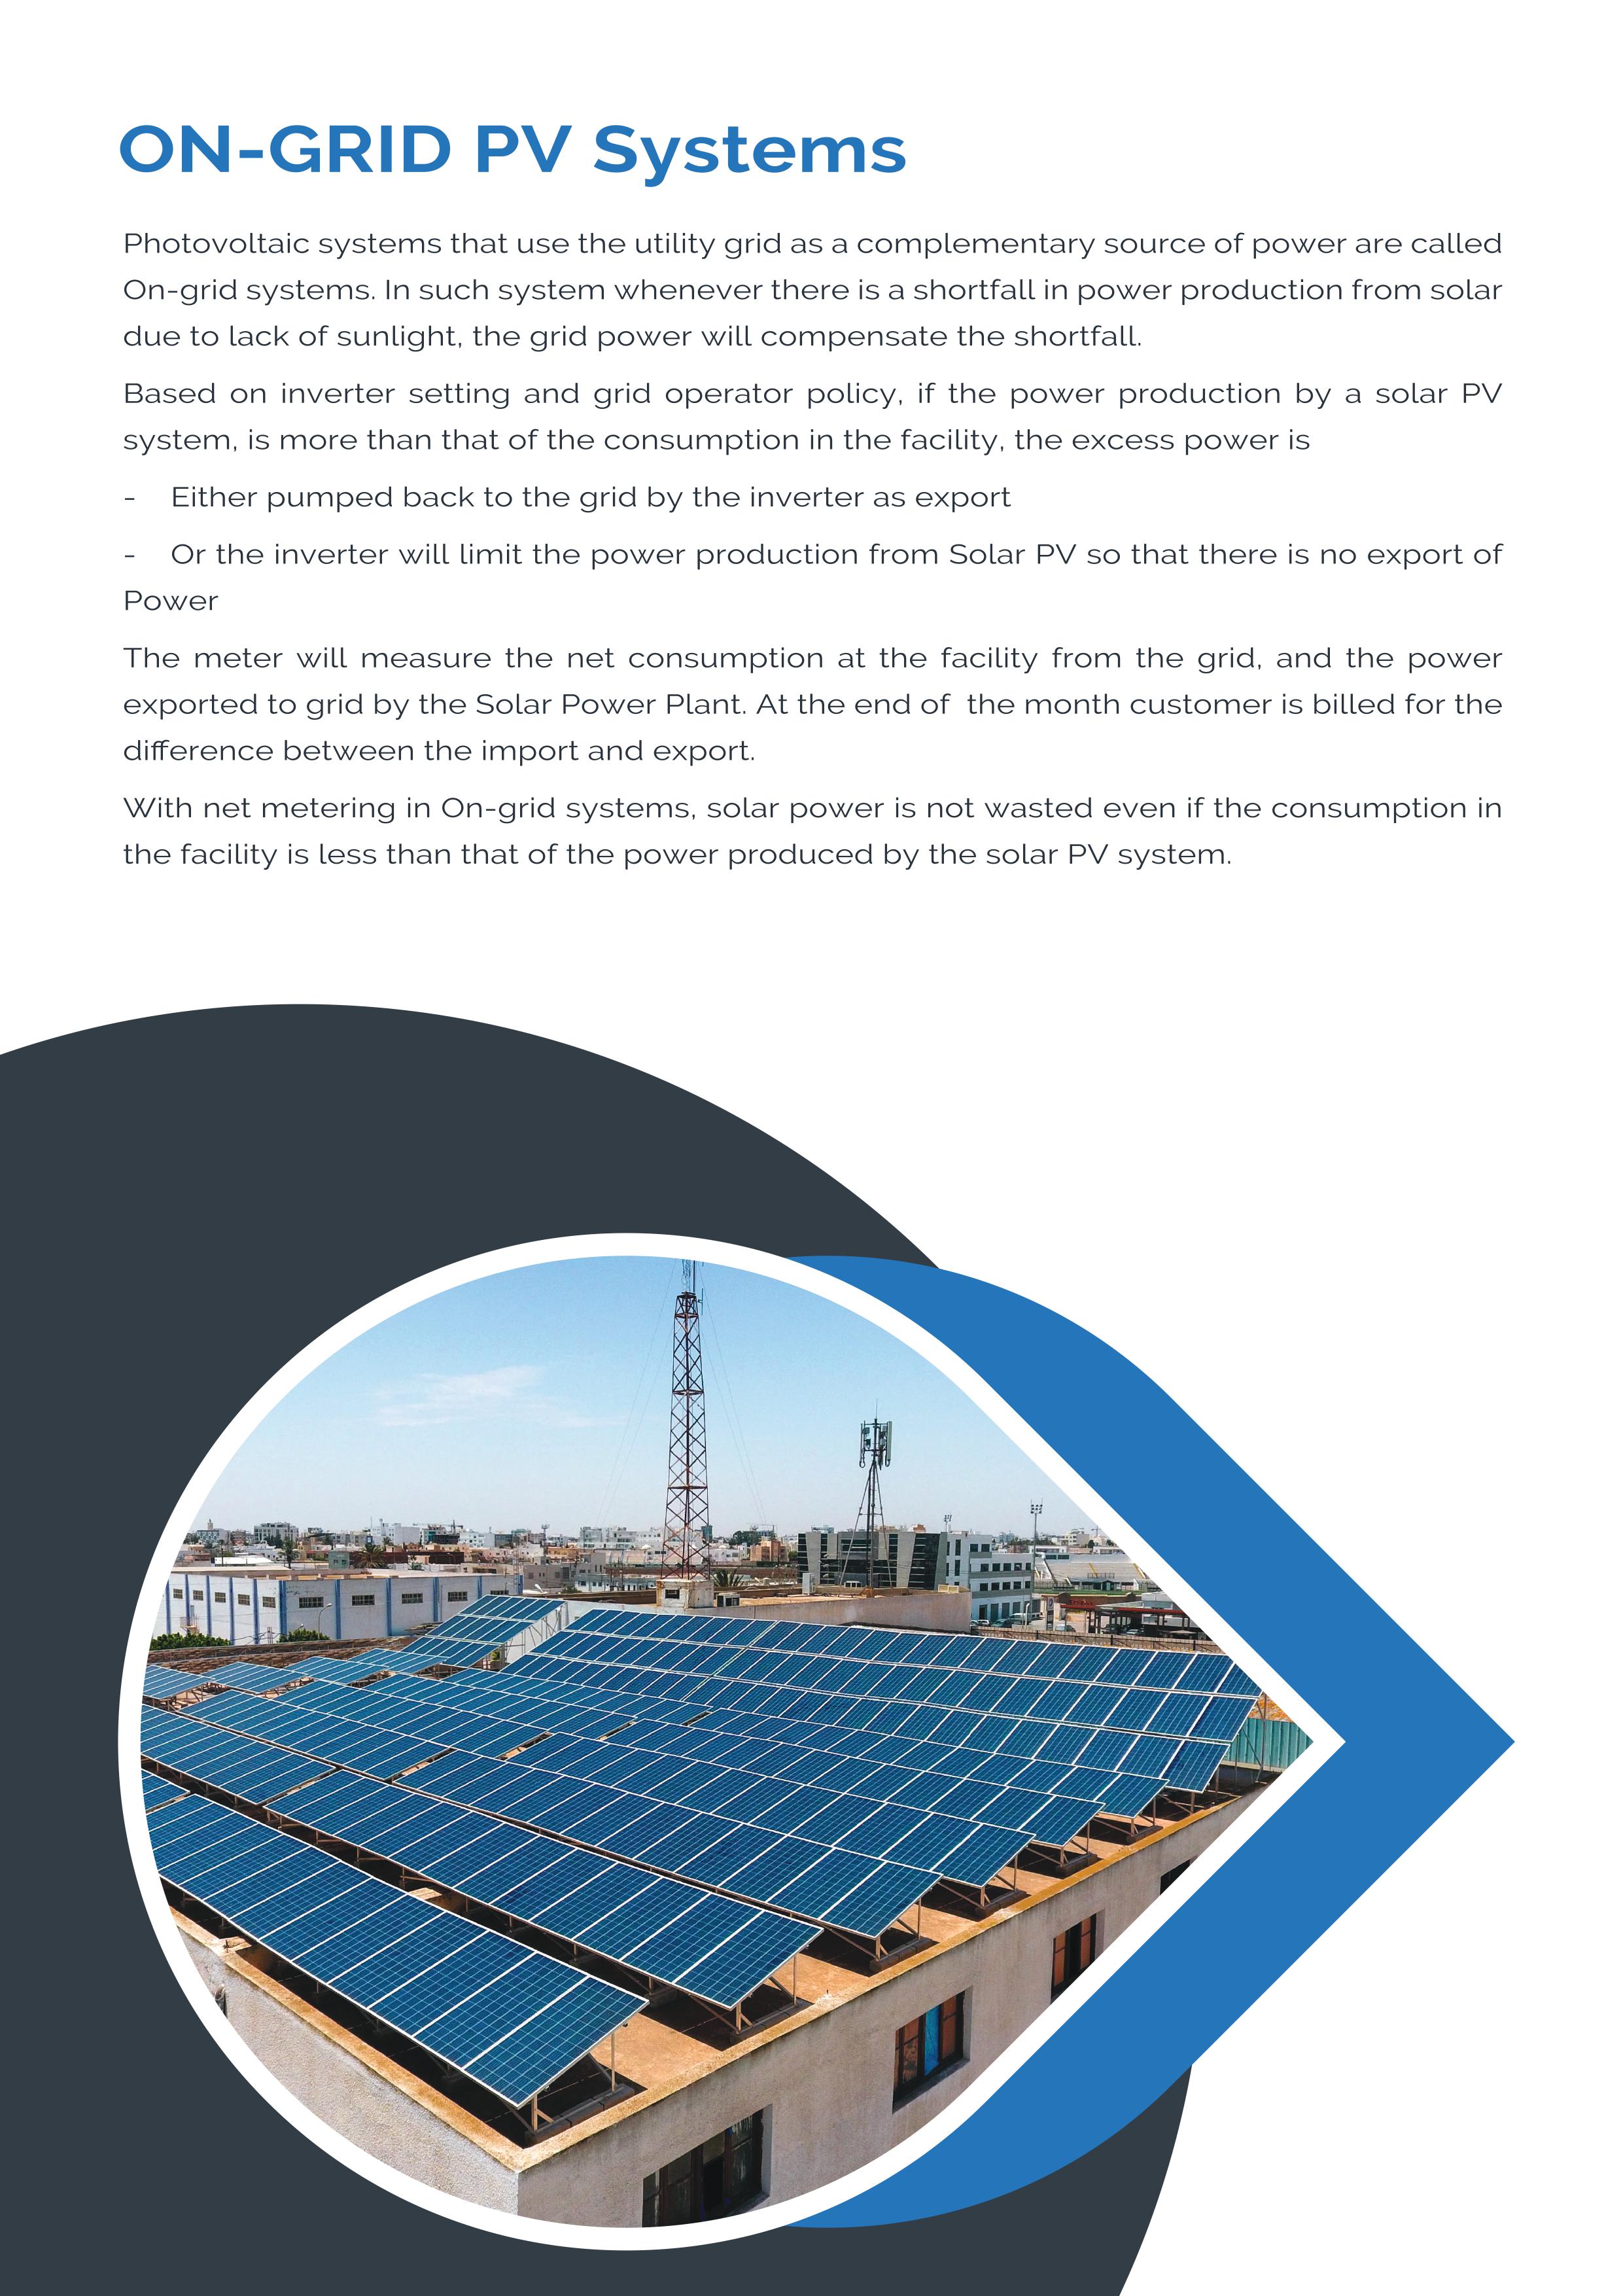 ON-GRID PV Systems
Photovoltaic systems that use the utility grid as a complementary source of power are called
On-grid systems. In such system whenever there is a shortfall in power production from solar
due to lack of sunlight, the grid power will compensate the shortfall.
Based on inverter setting and grid operator policy, if the power production by a solar PV
system, is more than that of the consumption in the facility, the excess power is
- Either pumped back to the grid by the inverter as export
- Or the inverter will limit the power production from Solar PV so that there is no export of
Power
The meter will measure the net consumption at the facility from the grid, and the power
exported to grid by the Solar Power Plant. At the end of  the month customer is billed for the
difference between the import and export.
With net metering in On-grid systems, solar power is not wasted even if the consumption in
the facility is less than that of the power produced by the solar PV system.